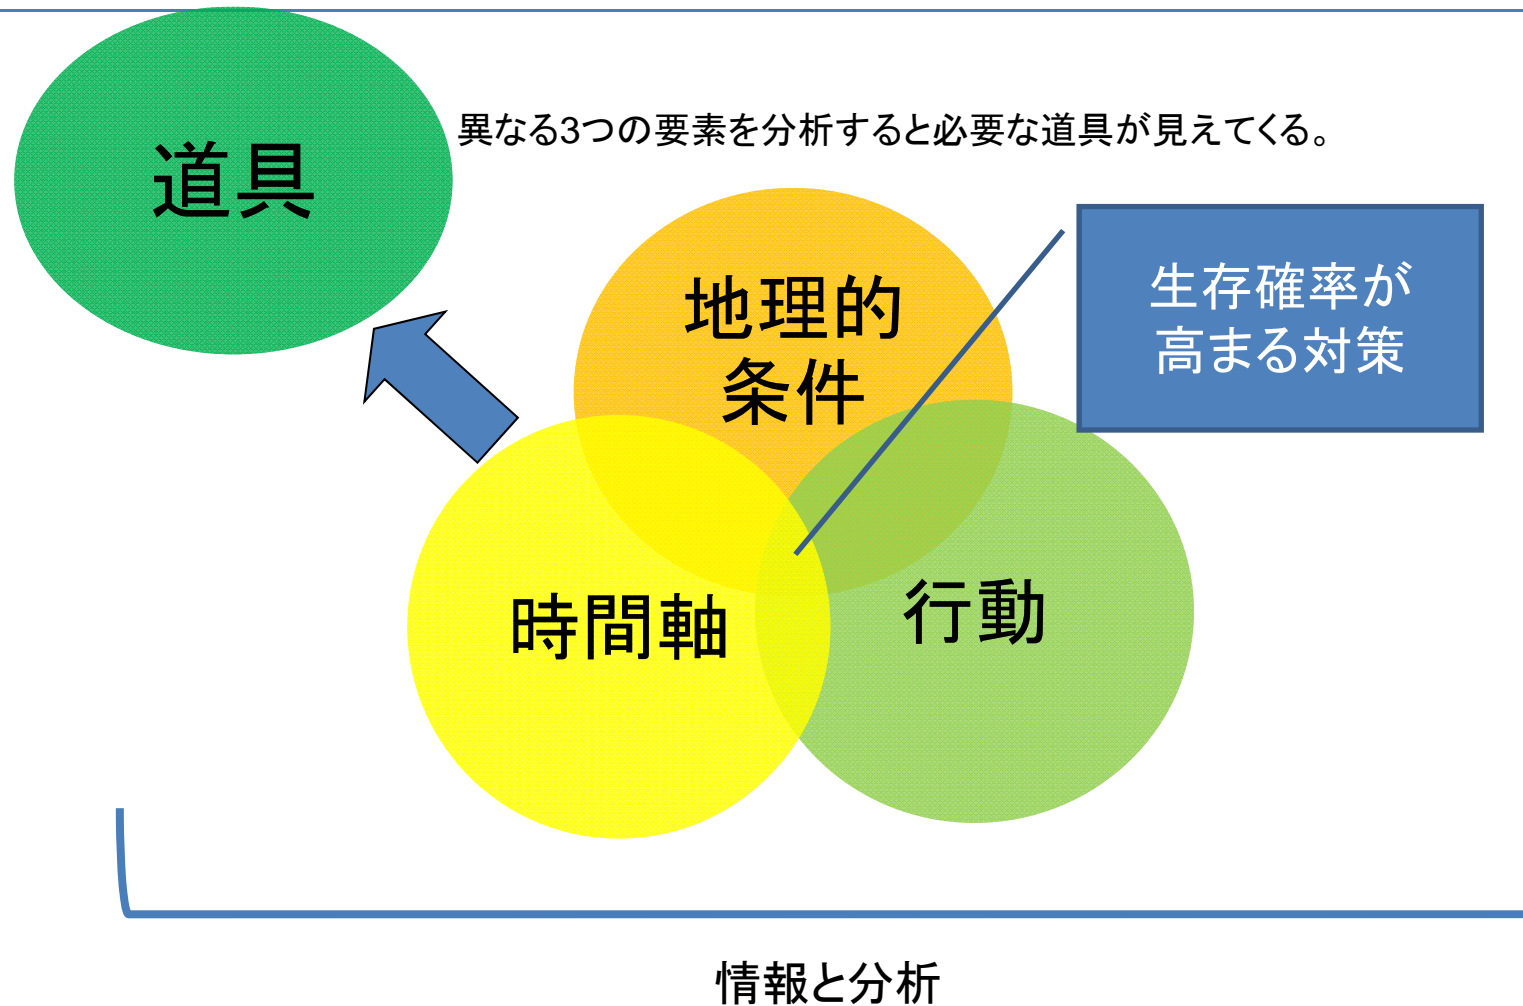 道具
異なる3つの要素を分析すると必要な道具が見えてくる。
地理的
条件
生存確率が
高まる対策
時間軸
行動
情報と分析